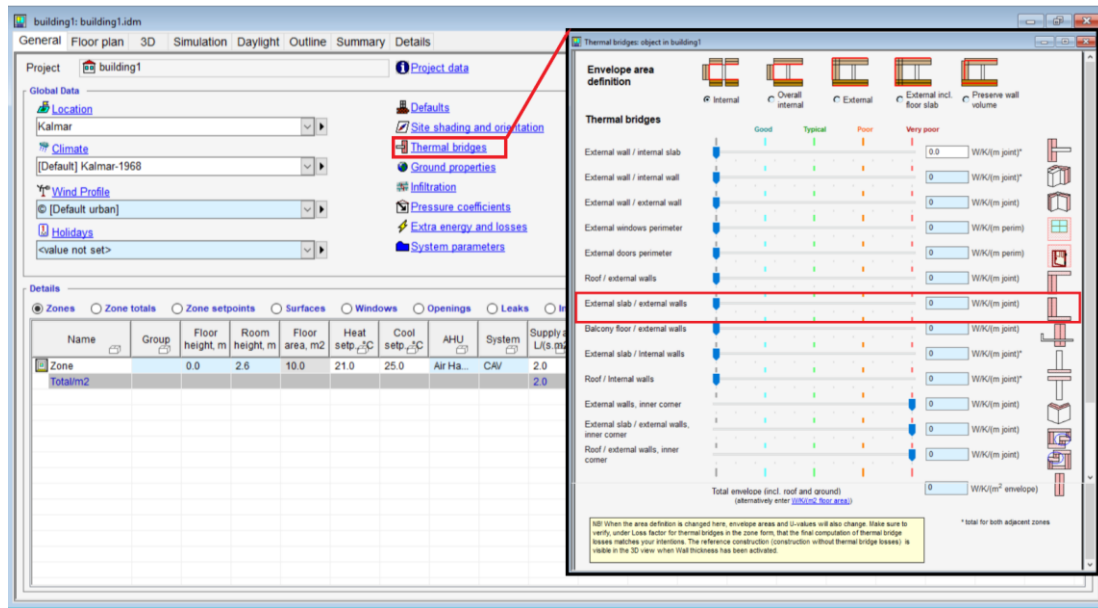 building1: building1.idm
General Floor plan 3D Simulation Daylight Outline Summary Details
Project building1 Project data
Global Data
Location
Kalmar
Climate
[Default] Kalmar-1968
Wind Profile
© [Default urban]
Holidays
<value not set>
Defaults
Site shading and orientation
Thermal bridges
Ground properties
Infiltration
Pressure coefficients
Extra energy and losses
System parameters
Details
Zones Zone totals Zone setpoints Surfaces Windows Openings Leaks
Name Group Floor height, m Room height, m Floor area, m2 Heat setp., °C Cool setp., °C AHU System
Zone 0.0 2.6 10.0 21.0 25.0 Air Ha... CAV 2.0
Total/m2 2.0
Thermal bridges: object in building1
Envelope area
definition
Internal Overall internal External External incl. floor slab Preserve wall volume
Thermal bridges
Good Typical Poor Very poor
External wall / internal slab 0.0 W/K/(m joint)*
External wall / internal wall 0 W/K/(m joint)*
External wall / external wall 0 W/K/(m joint)
External windows perimeter 0 W/K/(m perim)
External doors perimeter 0 W/K/(m perim)
Roof / external walls 0 W/K/(m joint)
External slab / external walls 0 W/K/(m joint)
Balcony floor / external walls 0 W/K/(m joint)
External slab / Internal walls 0 W/K/(m joint)*
Roof / Internal walls 0 W/K/(m joint)*
External walls, inner corner 0 W/K/(m joint)
External slab / external walls,
inner corner 0 W/K/(m joint)
Roof / external walls, inner
corner 0 W/K/(m joint)
Total envelope (incl. roof and ground) 0 W/K/(m² envelope)
(alternatively enter W/K/(m2 floor area))
NB! When the area definition is changed here, envelope areas and U-values will also change. Make sure to
verify, under Loss factor for thermal bridges in the zone form, that the final computation of thermal bridge
losses matches your intentions. The reference construction (construction without thermal bridge losses) is
visible in the 3D view when Wall thickness has been activated.
* total for both adjacent zones